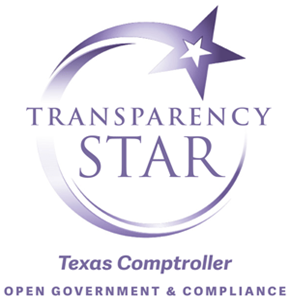 TRANSPARENCY
STAR
Texas Comptroller
OPEN GOVERNMENT & COMPLIANCE